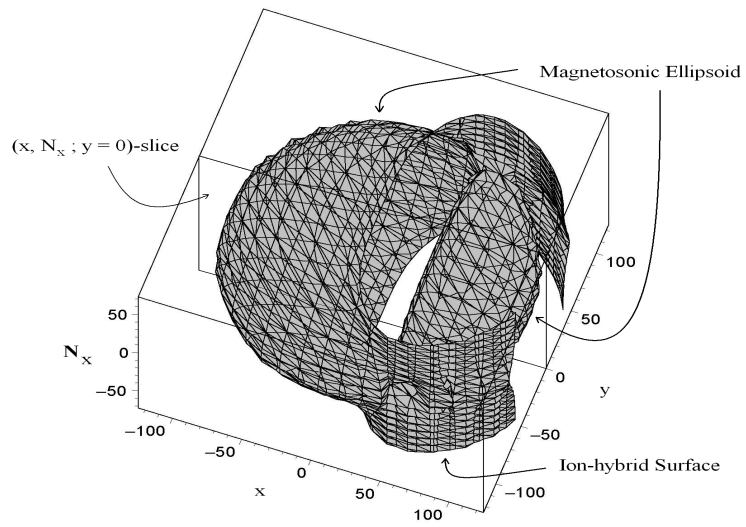 Magnetosonic Ellipsoid
(x, Nx ; y = 0)-slice
100
50
50
0
Nx
0
y
−50
−50
−100
−100
−50
0
x
50
100
Ion-hybrid Surface